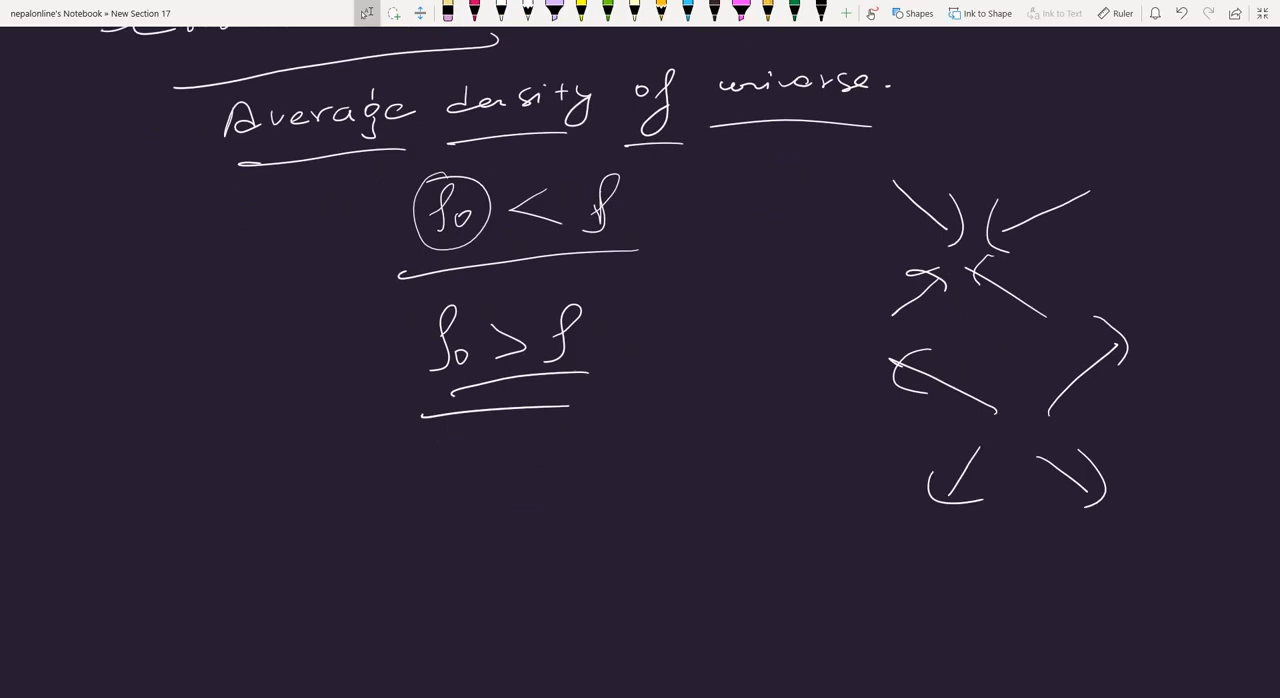 nepalonline's Notebook » New Section 17
Shapes Ink to Shape Ink to Text Ruler
Average density of universe.
ρ₀ < ρ
ρ₀ > ρ